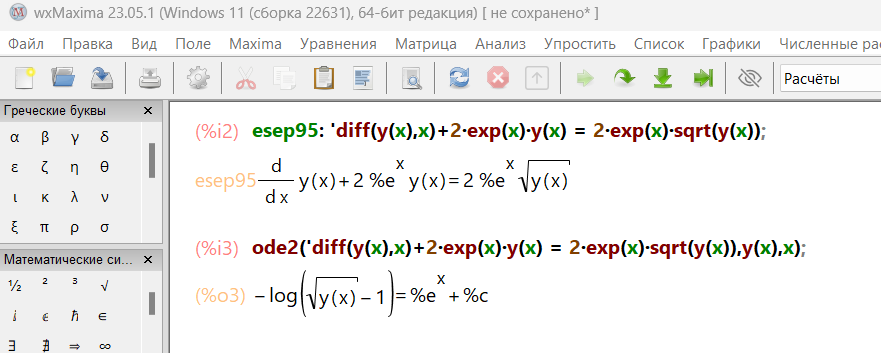 wxMaxima 23.05.1 (Windows 11 (сборка 22631), 64-бит редакция) [ не сохранено* ]
Файл Правка Вид Поле Maxima Уравнения Матрица Анализ Упростить Список Графики Численные ра
Расчёты
Греческие буквы ×
α β γ δ
ε ζ η θ
ι κ λ ν
ξ π ρ σ
Математические си... ×
½ ² ³ √
ⅈ ϵ ℏ ∈
∃ ∄ ⇒ ∞
(%i2) esep95: 'diff(y(x),x)+2·exp(x)·y(x) = 2·exp(x)·sqrt(y(x));
esep95 d/dx y(x)+2 %e^x y(x)=2 %e^x √y(x)
(%i3) ode2('diff(y(x),x)+2·exp(x)·y(x) = 2·exp(x)·sqrt(y(x)),y(x),x);
(%o3) −log(√y(x)−1)=%e^x+%c